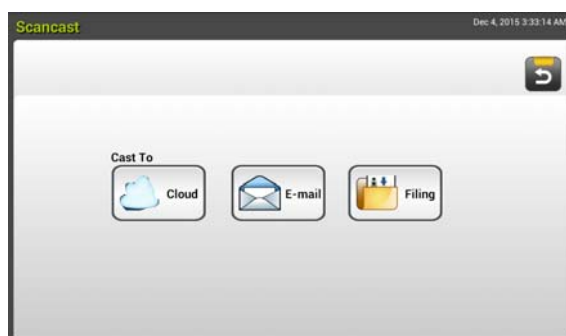 Scancast
Dec 4, 2015 3:33:14 AM
Cast To
Cloud
E-mail
Filing